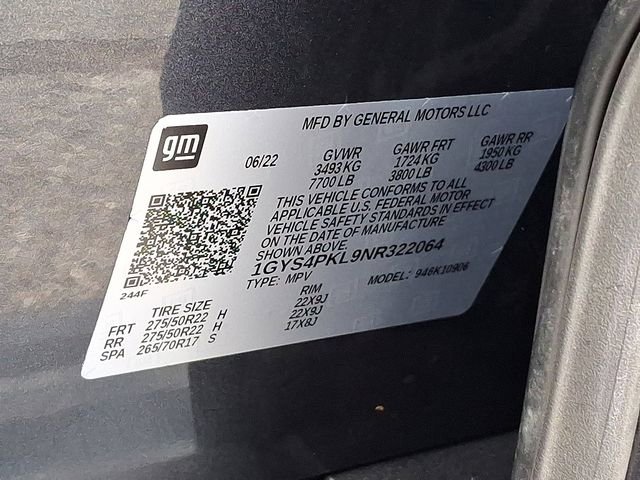 gm
MFD BY GENERAL MOTORS LLC
06/22
GVWR GAWR FRT GAWR RR
3493 KG 1724 KG 1950 KG
7700 LB 3800 LB 4300 LB
THIS VEHICLE CONFORMS TO ALL
APPLICABLE U.S. FEDERAL MOTOR
VEHICLE SAFETY STANDARDS IN EFFECT
ON THE DATE OF MANUFACTURE
SHOWN ABOVE.
1GYS4PKL9NR322064
TYPE: MPV MODEL: 946K10906
244F
TIRE SIZE RIM
FRT 275/50R22 H 22X9J
RR 275/50R22 H 22X9J
SPA 265/70R17 S 17X8J